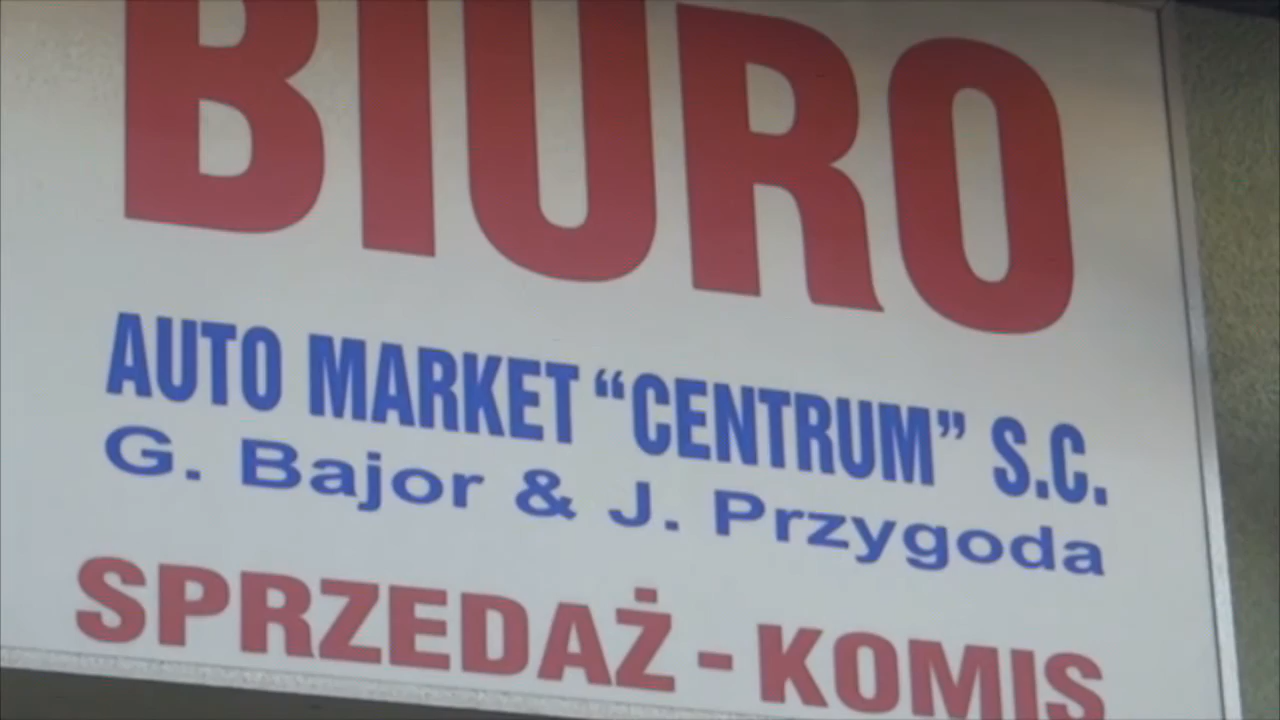 BIURO
AUTO MARKET “CENTRUM” S.C.
G. Bajor & J. Przygoda
SPRZEDAŻ - KOMIS